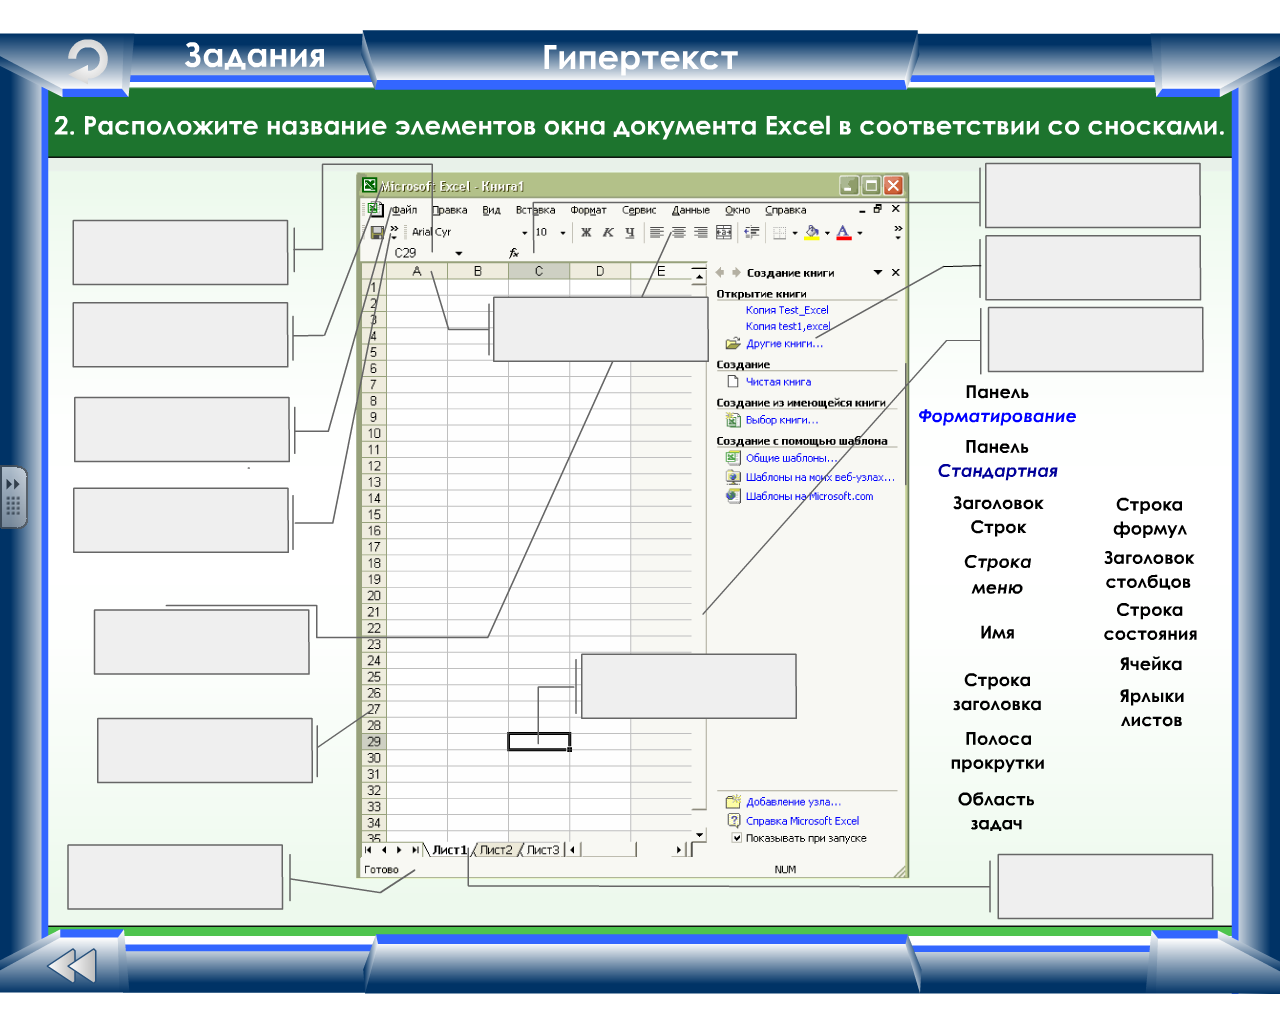 Задания
Гипертекст
2. Расположите название элементов окна документа Excel в соответствии со сносками.
Microsoft Excel - Книга1
Файл Правка Вид Вставка Формат Сервис Данные Окно Справка
Arial Cyr 10 Ж К Ч
C29 fx
A B C D E
1
2
3
4
5
6
7
8
9
10
11
12
13
14
15
16
17
18
19
20
21
22
23
24
25
26
27
28
29
30
31
32
33
34
35
Создание книги
Открытие книги
Копия Test_Excel
Копия test1,excel
Другие книги...
Создание
Чистая книга
Создание из имеющейся книги
Выбор книги...
Создание с помощью шаблона
Общие шаблоны...
Шаблоны на моих веб-узлах...
Шаблоны на Microsoft.com
Добавление узла...
Справка Microsoft Excel
Показывать при запуске
Лист1 Лист2 Лист3
Готово
NUM
Панель
Форматирование
Панель
Стандартная
Заголовок
Строк
Строка
меню
Имя
Строка
заголовка
Полоса
прокрутки
Область
задач
Строка
формул
Заголовок
столбцов
Строка
состояния
Ячейка
Ярлыки
листов